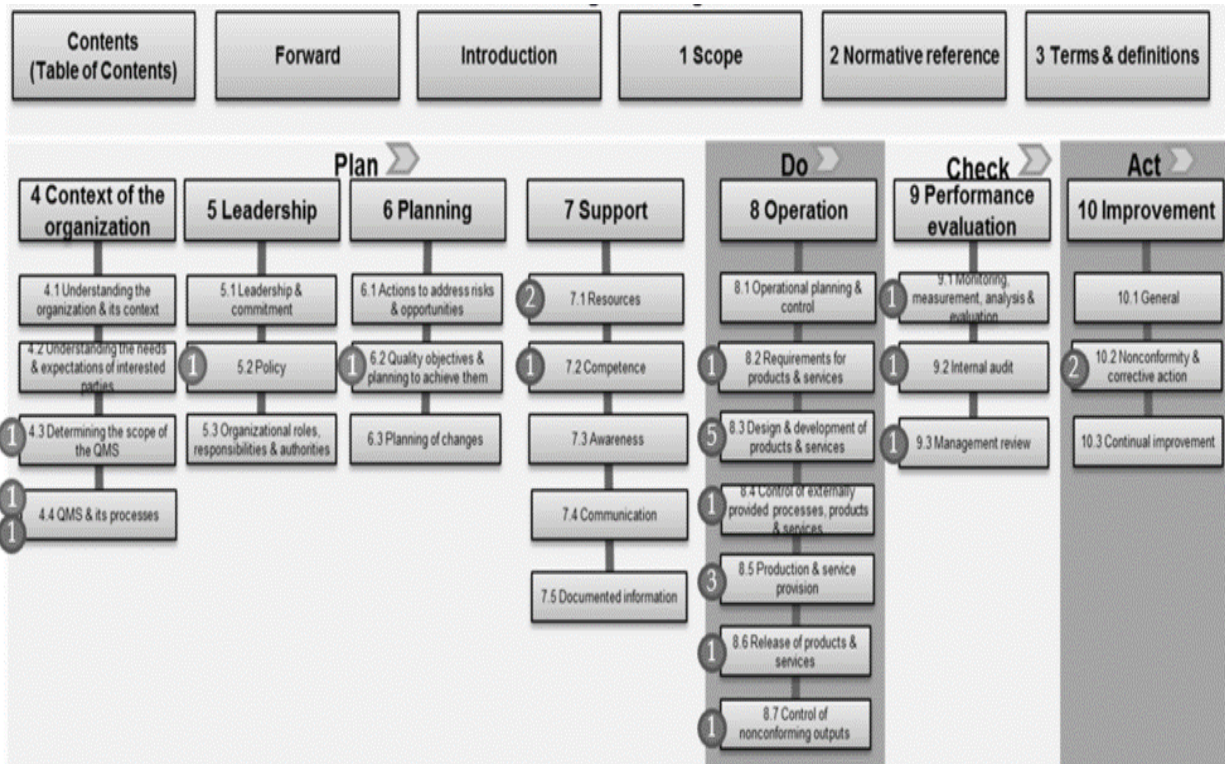 Contents
(Table of Contents)
Forward
Introduction
1 Scope
2 Normative reference
3 Terms & definitions
Plan
Do
Check
Act
4 Context of the
organization
4.1 Understanding the
organization & its context
4.2 Understanding the needs
& expectations of interested
parties
1
4.3 Determining the scope of
the QMS
1
1
4.4 QMS & its processes
5 Leadership
5.1 Leadership &
commitment
1
5.2 Policy
5.3 Organizational roles,
responsibilities & authorities
6 Planning
6.1 Actions to address risks
& opportunities
1
6.2 Quality objectives &
planning to achieve them
6.3 Planning of changes
7 Support
2
7.1 Resources
1
7.2 Competence
7.3 Awareness
7.4 Communication
7.5 Documented information
8 Operation
8.1 Operational planning &
control
1
8.2 Requirements for
products & services
5
8.3 Design & development of
products & services
1
8.4 Control of externally
provided processes, products
& services
3
8.5 Production & service
provision
1
8.6 Release of products &
services
1
8.7 Control of
nonconforming outputs
9 Performance
evaluation
1
9.1 Monitoring,
measurement, analysis &
evaluation
1
9.2 Internal audit
1
9.3 Management review
10 Improvement
10.1 General
2
10.2 Nonconformity &
corrective action
10.3 Continual improvement